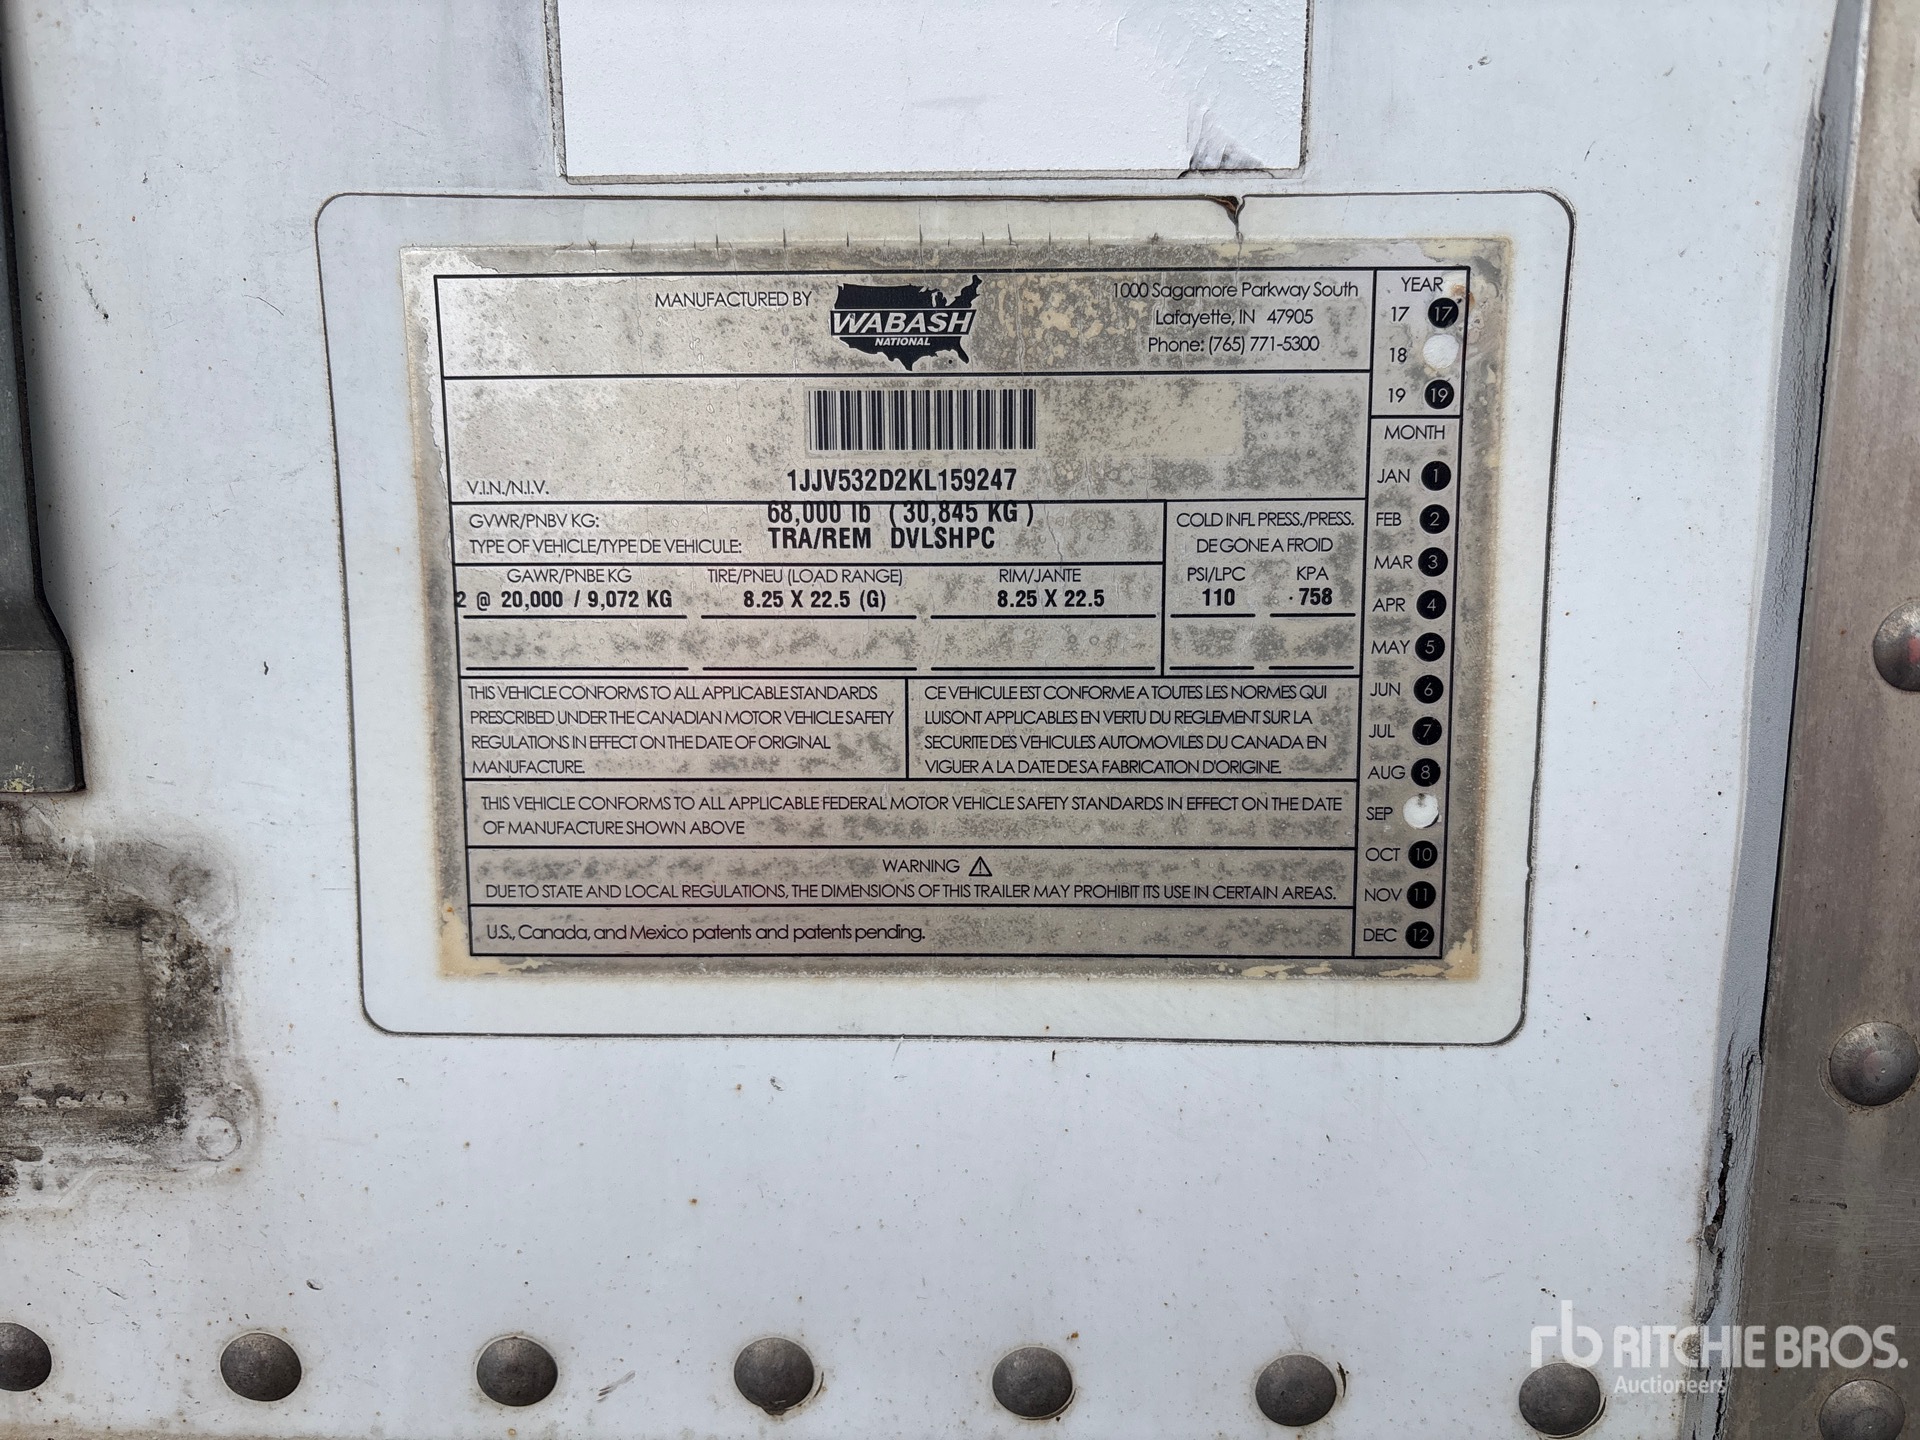 MANUFACTURED BY
WABASH
NATIONAL
1000 Sagamore Parkway South
Lafayette, IN 47905
Phone: (765) 771-5300
YEAR
17 17
18
19 19
V.I.N./N.I.V.
1JJV532D2KL159247
GVWR/PNBV KG: 68,000 lb (30,845 KG)
TYPE OF VEHICLE/TYPE DE VEHICULE: TRA/REM DVLSHPC
COLD INFL PRESS./PRESS.
DE GONE A FROID
GAWR/PNBE KG TIRE/PNEU (LOAD RANGE) RIM/JANTE PSI/LPC KPA
2 @ 20,000 / 9,072 KG 8.25 X 22.5 (G) 8.25 X 22.5 110 758
THIS VEHICLE CONFORMS TO ALL APPLICABLE STANDARDS
PRESCRIBED UNDER THE CANADIAN MOTOR VEHICLE SAFETY
REGULATIONS IN EFFECT ON THE DATE OF ORIGINAL
MANUFACTURE.
CE VEHICULE EST CONFORME A TOUTES LES NORMES QUI
LUI SONT APPLICABLES EN VERTU DU REGLEMENT SUR LA
SECURITE DES VEHICULES AUTOMOVILES DU CANADA EN
VIGUER A LA DATE DE SA FABRICATION D'ORIGINE.
THIS VEHICLE CONFORMS TO ALL APPLICABLE FEDERAL MOTOR VEHICLE SAFETY STANDARDS IN EFFECT ON THE DATE
OF MANUFACTURE SHOWN ABOVE
WARNING
DUE TO STATE AND LOCAL REGULATIONS, THE DIMENSIONS OF THIS TRAILER MAY PROHIBIT ITS USE IN CERTAIN AREAS.
U.S., Canada, and Mexico patents and patents pending.
MONTH
JAN 1
FEB 2
MAR 3
APR 4
MAY 5
JUN 6
JUL 7
AUG 8
SEP
OCT 10
NOV 11
DEC 12
rb RITCHIE BROS.
Auctioneers